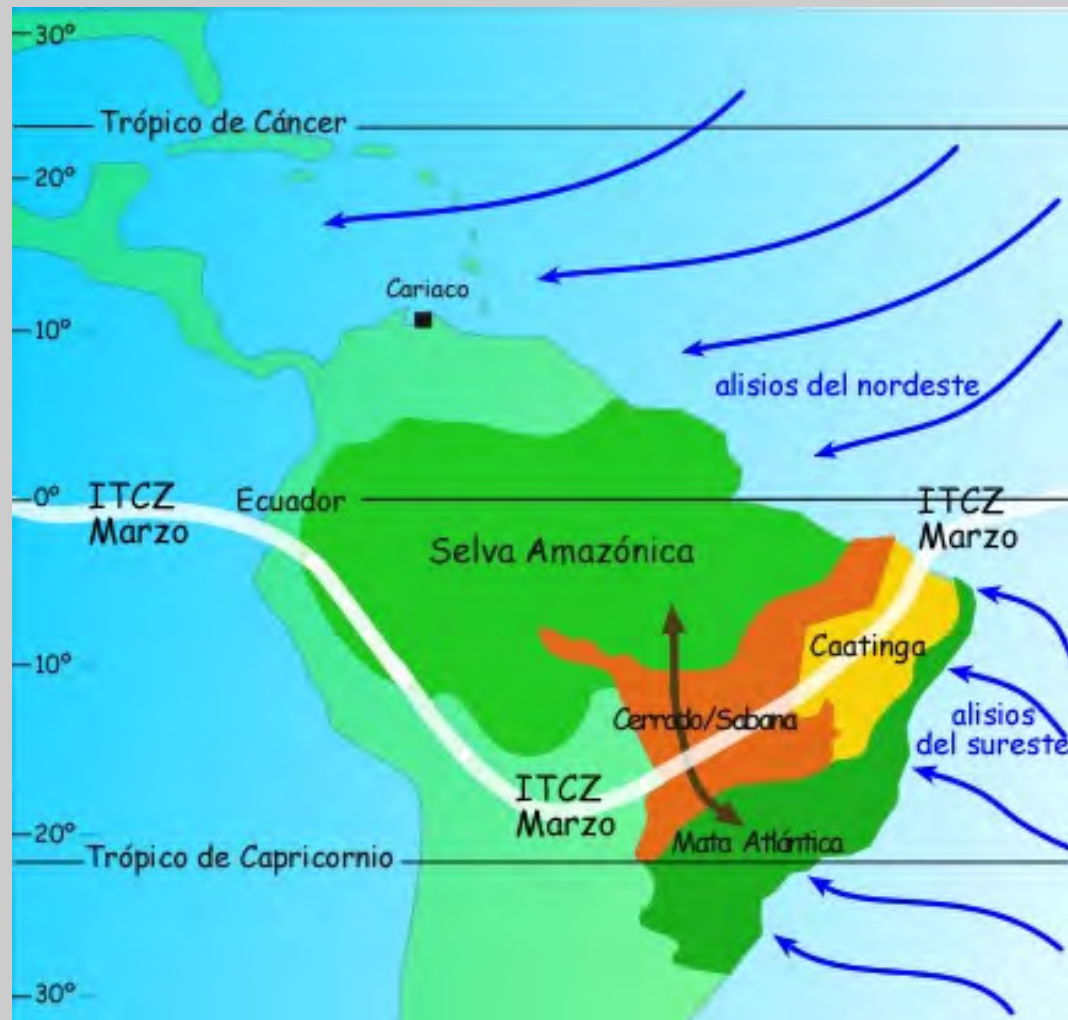 30°
Trópico de Cáncer
20°
Cariaco
10°
alisios del nordeste
0°
ITCZ
Marzo
Ecuador
ITCZ
Marzo
Selva Amazónica
10°
Caatinga
Cerrado/Sabana
alisios
del sureste
ITCZ
Marzo
20°
Mata Atlántica
Trópico de Capricornio
30°